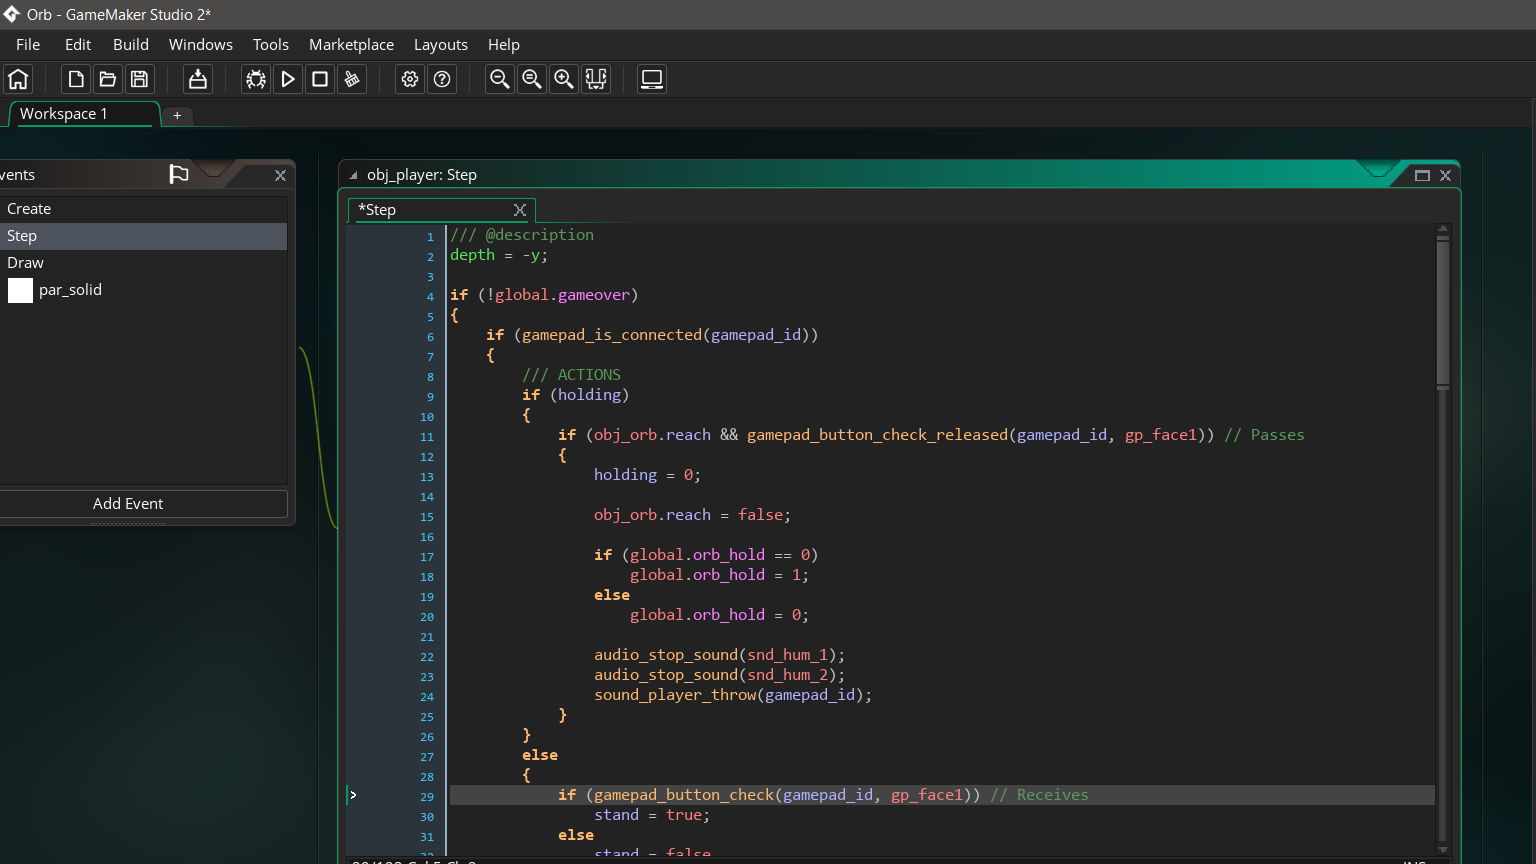 Orb - GameMaker Studio 2*
File Edit Build Windows Tools Marketplace Layouts Help
Workspace 1 +
vents
Create
Step
Draw
par_solid
Add Event
obj_player: Step
*Step
1 /// @description
2 depth = -y;
3
4 if (!global.gameover)
5 {
6 if (gamepad_is_connected(gamepad_id))
7 {
8 /// ACTIONS
9 if (holding)
10 {
11 if (obj_orb.reach && gamepad_button_check_released(gamepad_id, gp_face1)) // Passes
12 {
13 holding = 0;
14
15 obj_orb.reach = false;
16
17 if (global.orb_hold == 0)
18 global.orb_hold = 1;
19 else
20 global.orb_hold = 0;
21
22 audio_stop_sound(snd_hum_1);
23 audio_stop_sound(snd_hum_2);
24 sound_player_throw(gamepad_id);
25 }
26 }
27 else
28 {
29 if (gamepad_button_check(gamepad_id, gp_face1)) // Receives
30 stand = true;
31 else
32 stand = false